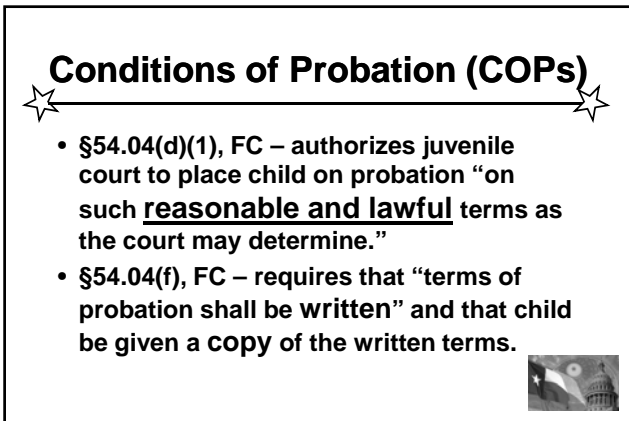 Conditions of Probation (COPs)
• §54.04(d)(1), FC – authorizes juvenile
court to place child on probation “on
such reasonable and lawful terms as
the court may determine.”
• §54.04(f), FC – requires that “terms of
probation shall be written” and that child
be given a copy of the written terms.